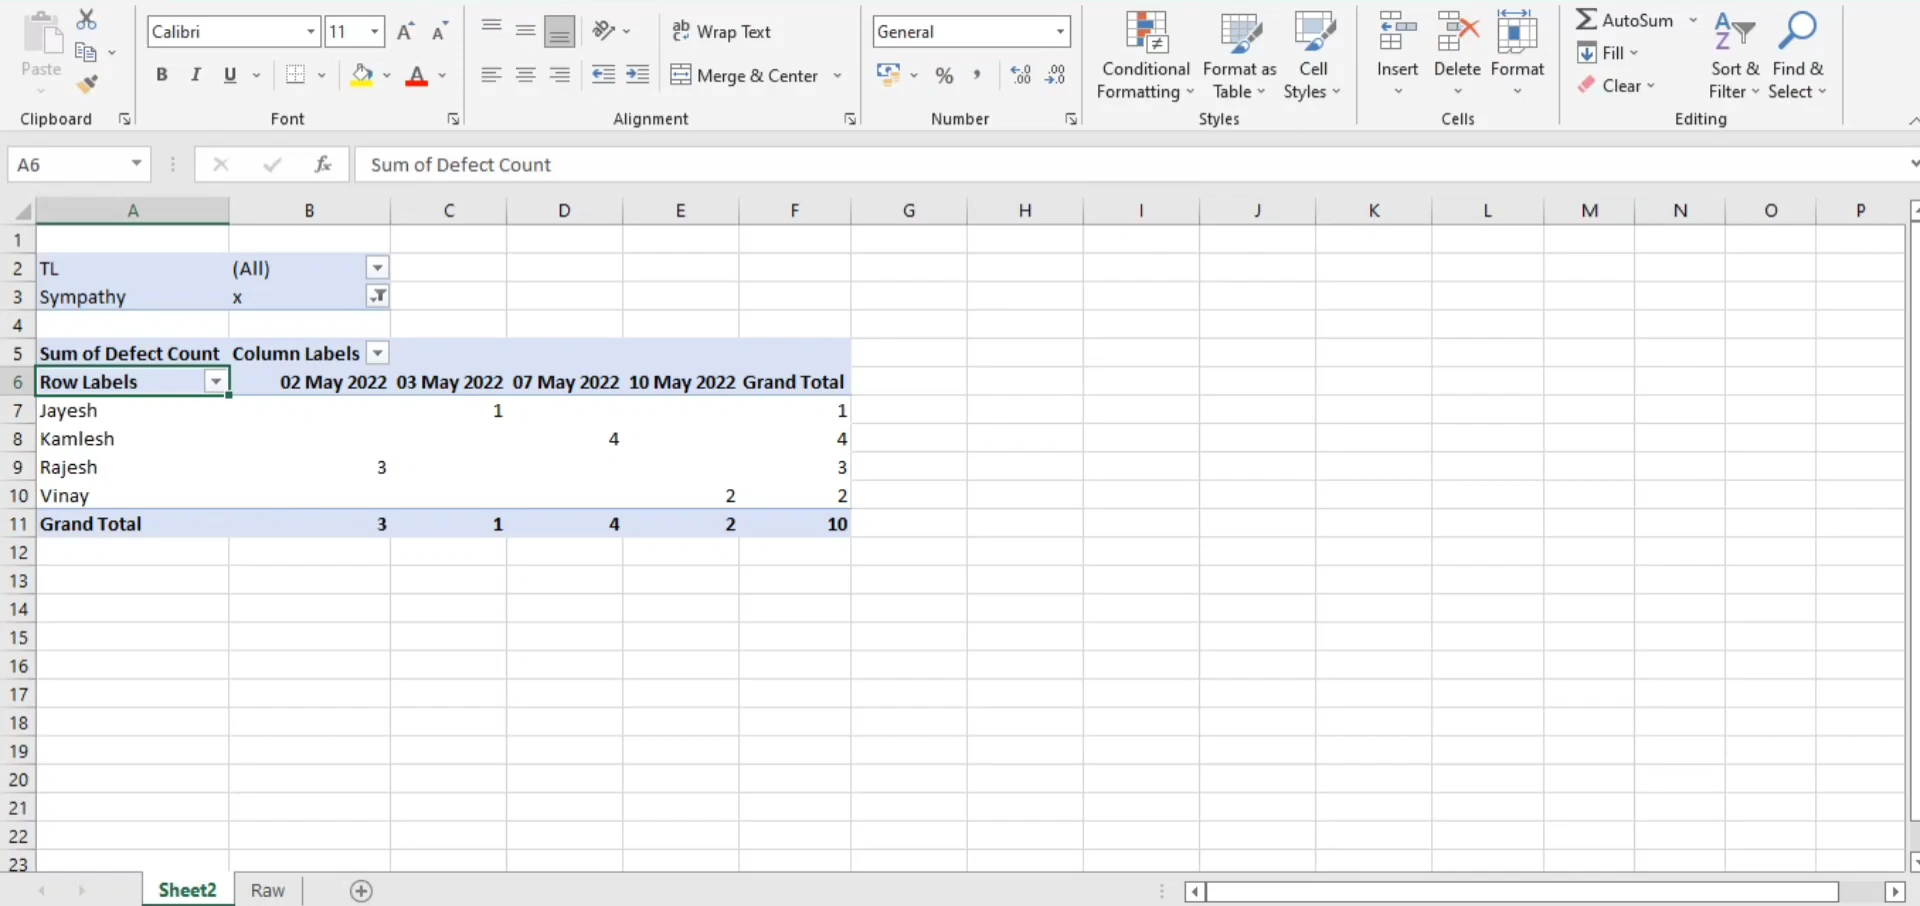 Paste
Clipboard
Calibri 11
B I U
Font
Wrap Text
Merge & Center
Alignment
General
% ,
Number
Conditional Formatting
Format as Table
Cell Styles
Styles
Insert
Delete
Format
Cells
AutoSum
Fill
Clear
Sort & Filter
Find & Select
Editing
A6 fx Sum of Defect Count
A B C D E F G H I J K L M N O P
1
2 TL (All)
3 Sympathy x
4
5 Sum of Defect Count Column Labels
6 Row Labels 02 May 2022 03 May 2022 07 May 2022 10 May 2022 Grand Total
7 Jayesh 1 1
8 Kamlesh 4 4
9 Rajesh 3 3
10 Vinay 2 2
11 Grand Total 3 1 4 2 10
12
13
14
15
16
17
18
19
20
21
22
23
Sheet2 Raw